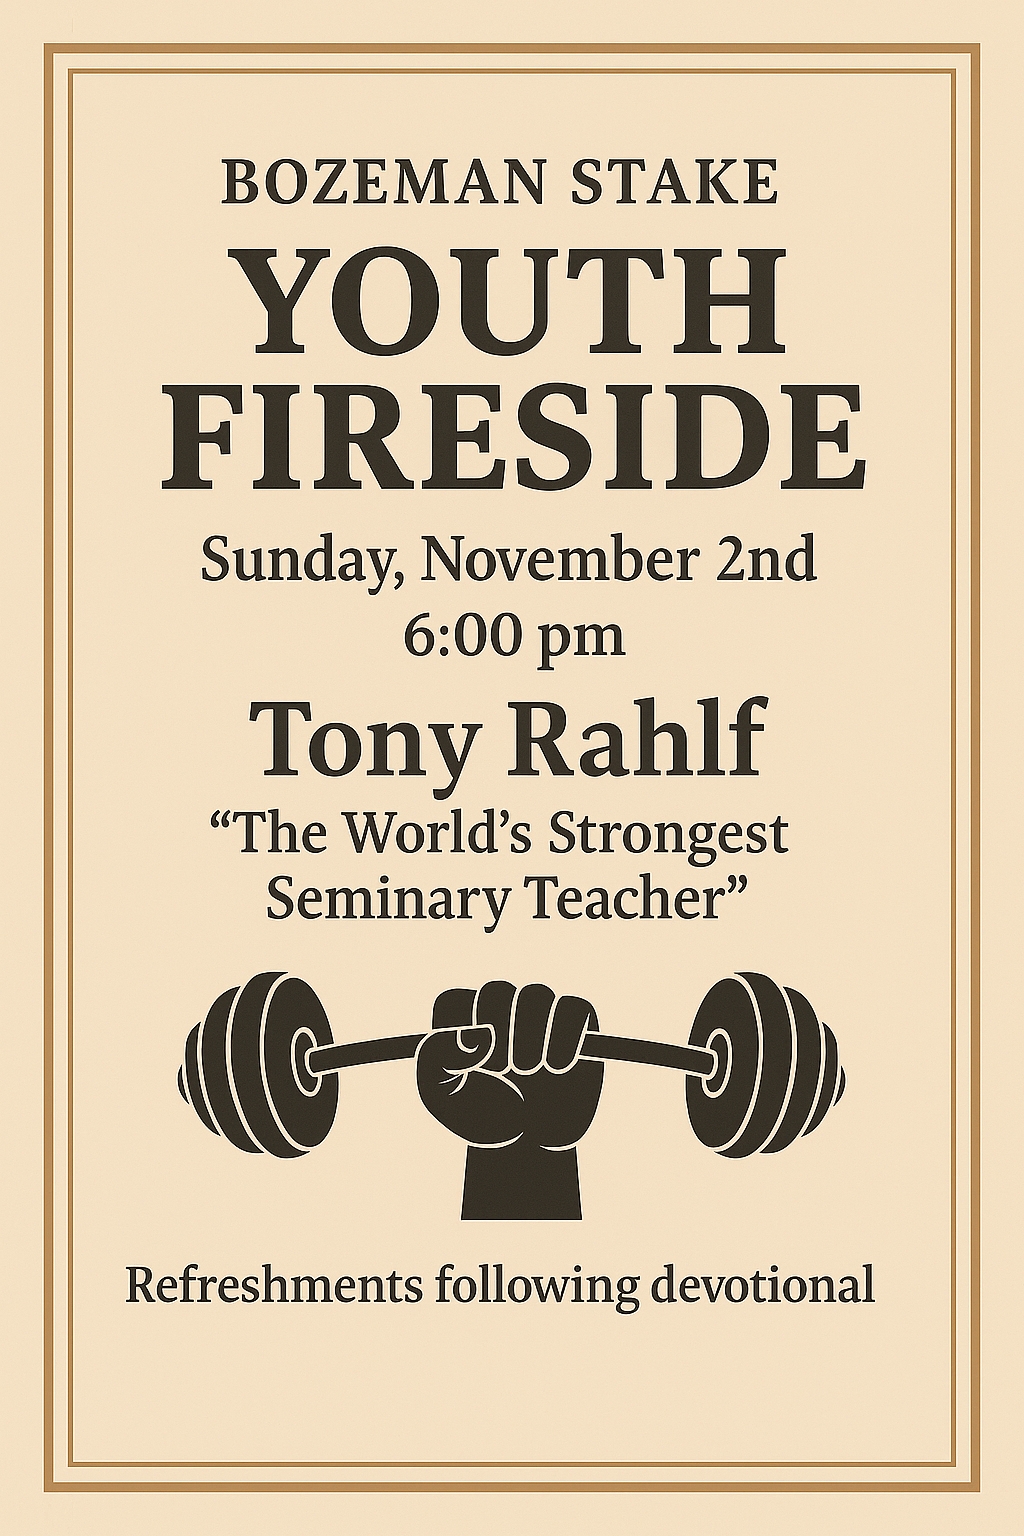 BOZEMAN STAKE
YOUTH
FIRESIDE
Sunday, November 2nd
6:00 pm
Tony Rahlf
“The World’s Strongest
Seminary Teacher”
Refreshments following devotional